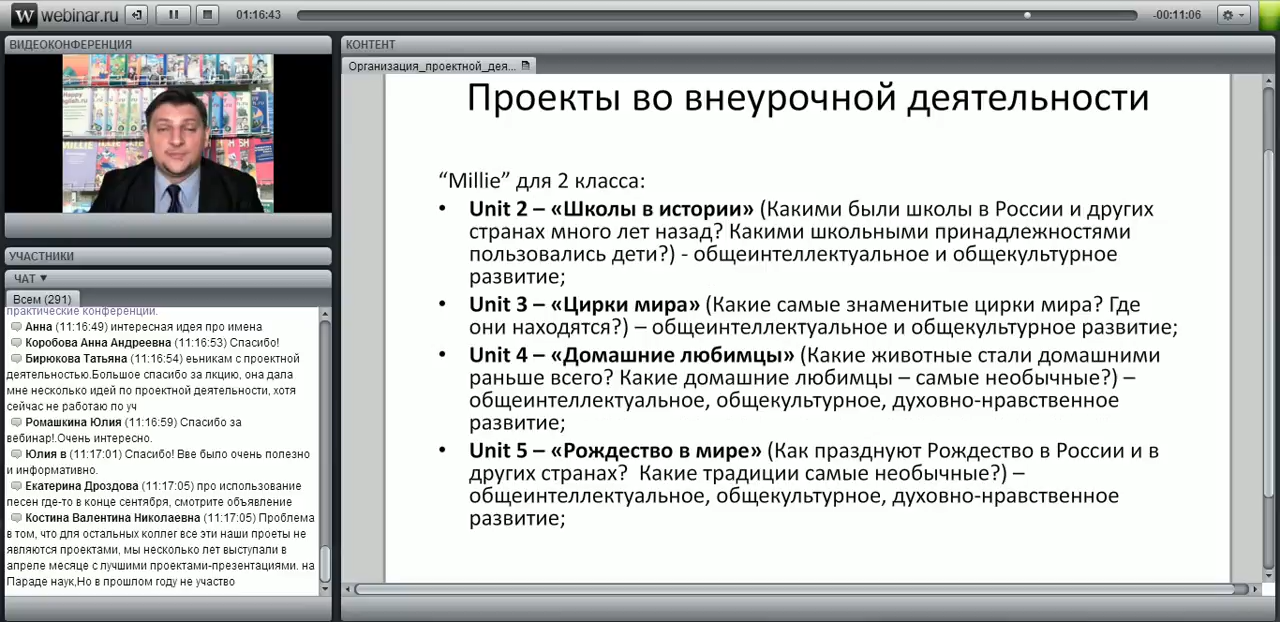 webinar.ru
01:16:43
-00:11:06
ВИДЕОКОНФЕРЕНЦИЯ
УЧАСТНИКИ
ЧАТ
Всем (291)
практические конференции.
Анна (11:16:49) интересная идея про имена
Коробова Анна Андреевна (11:16:53) Спасибо!
Бирюкова Татьяна (11:16:54) еьникам с проектной
деятельностью.Большое спасибо за лкцию, она дала
мне несколько идей по проектной деятельности, хотя
сейчас не работаю по уч
Ромашкина Юлия (11:16:59) Спасибо за
вебинар!.Очень интересно.
Юлия в (11:17:01) Спасибо! Вве было очень полезно
и информативно.
Екатерина Дроздова (11:17:05) про использование
песен где-то в конце сентября, смотрите объявление
Костина Валентина Николаевна (11:17:05) Проблема
в том, что для остальных коллег все эти наши проеты не
являются проектами, мы несколько лет выступали в
апреле месяце с лучшими проектами-презентациями. на
Параде наук,Но в прошлом году не участво
КОНТЕНТ
Организация_проектной_дея...
Проекты во внеурочной деятельности
“Millie” для 2 класса:
• Unit 2 – «Школы в истории» (Какими были школы в России и других
странах много лет назад? Какими школьными принадлежностями
пользовались дети?) - общеинтеллектуальное и общекультурное
развитие;
• Unit 3 – «Цирки мира» (Какие самые знаменитые цирки мира? Где
они находятся?) – общеинтеллектуальное и общекультурное развитие;
• Unit 4 – «Домашние любимцы» (Какие животные стали домашними
раньше всего? Какие домашние любимцы – самые необычные?) –
общеинтеллектуальное, общекультурное, духовно-нравственное
развитие;
• Unit 5 – «Рождество в мире» (Как празднуют Рождество в России и в
других странах?  Какие традиции самые необычные?) –
общеинтеллектуальное, общекультурное, духовно-нравственное
развитие;